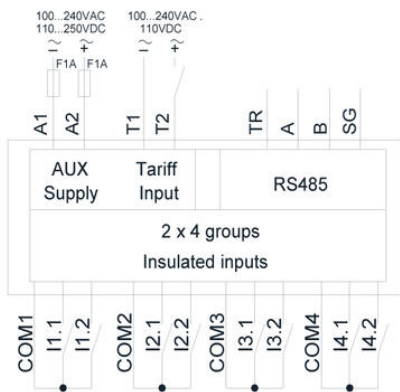 100...240VAC 100...240VAC .
110...250VDC 110VDC
F1A F1A
A1 A2 T1 T2 TR A B SG
AUX Supply
Tariff Input
RS485
2 x 4 groups
Insulated inputs
COM1 I1.1 I1.2 COM2 I2.1 I2.2 COM3 I3.1 I3.2 COM4 I4.1 I4.2